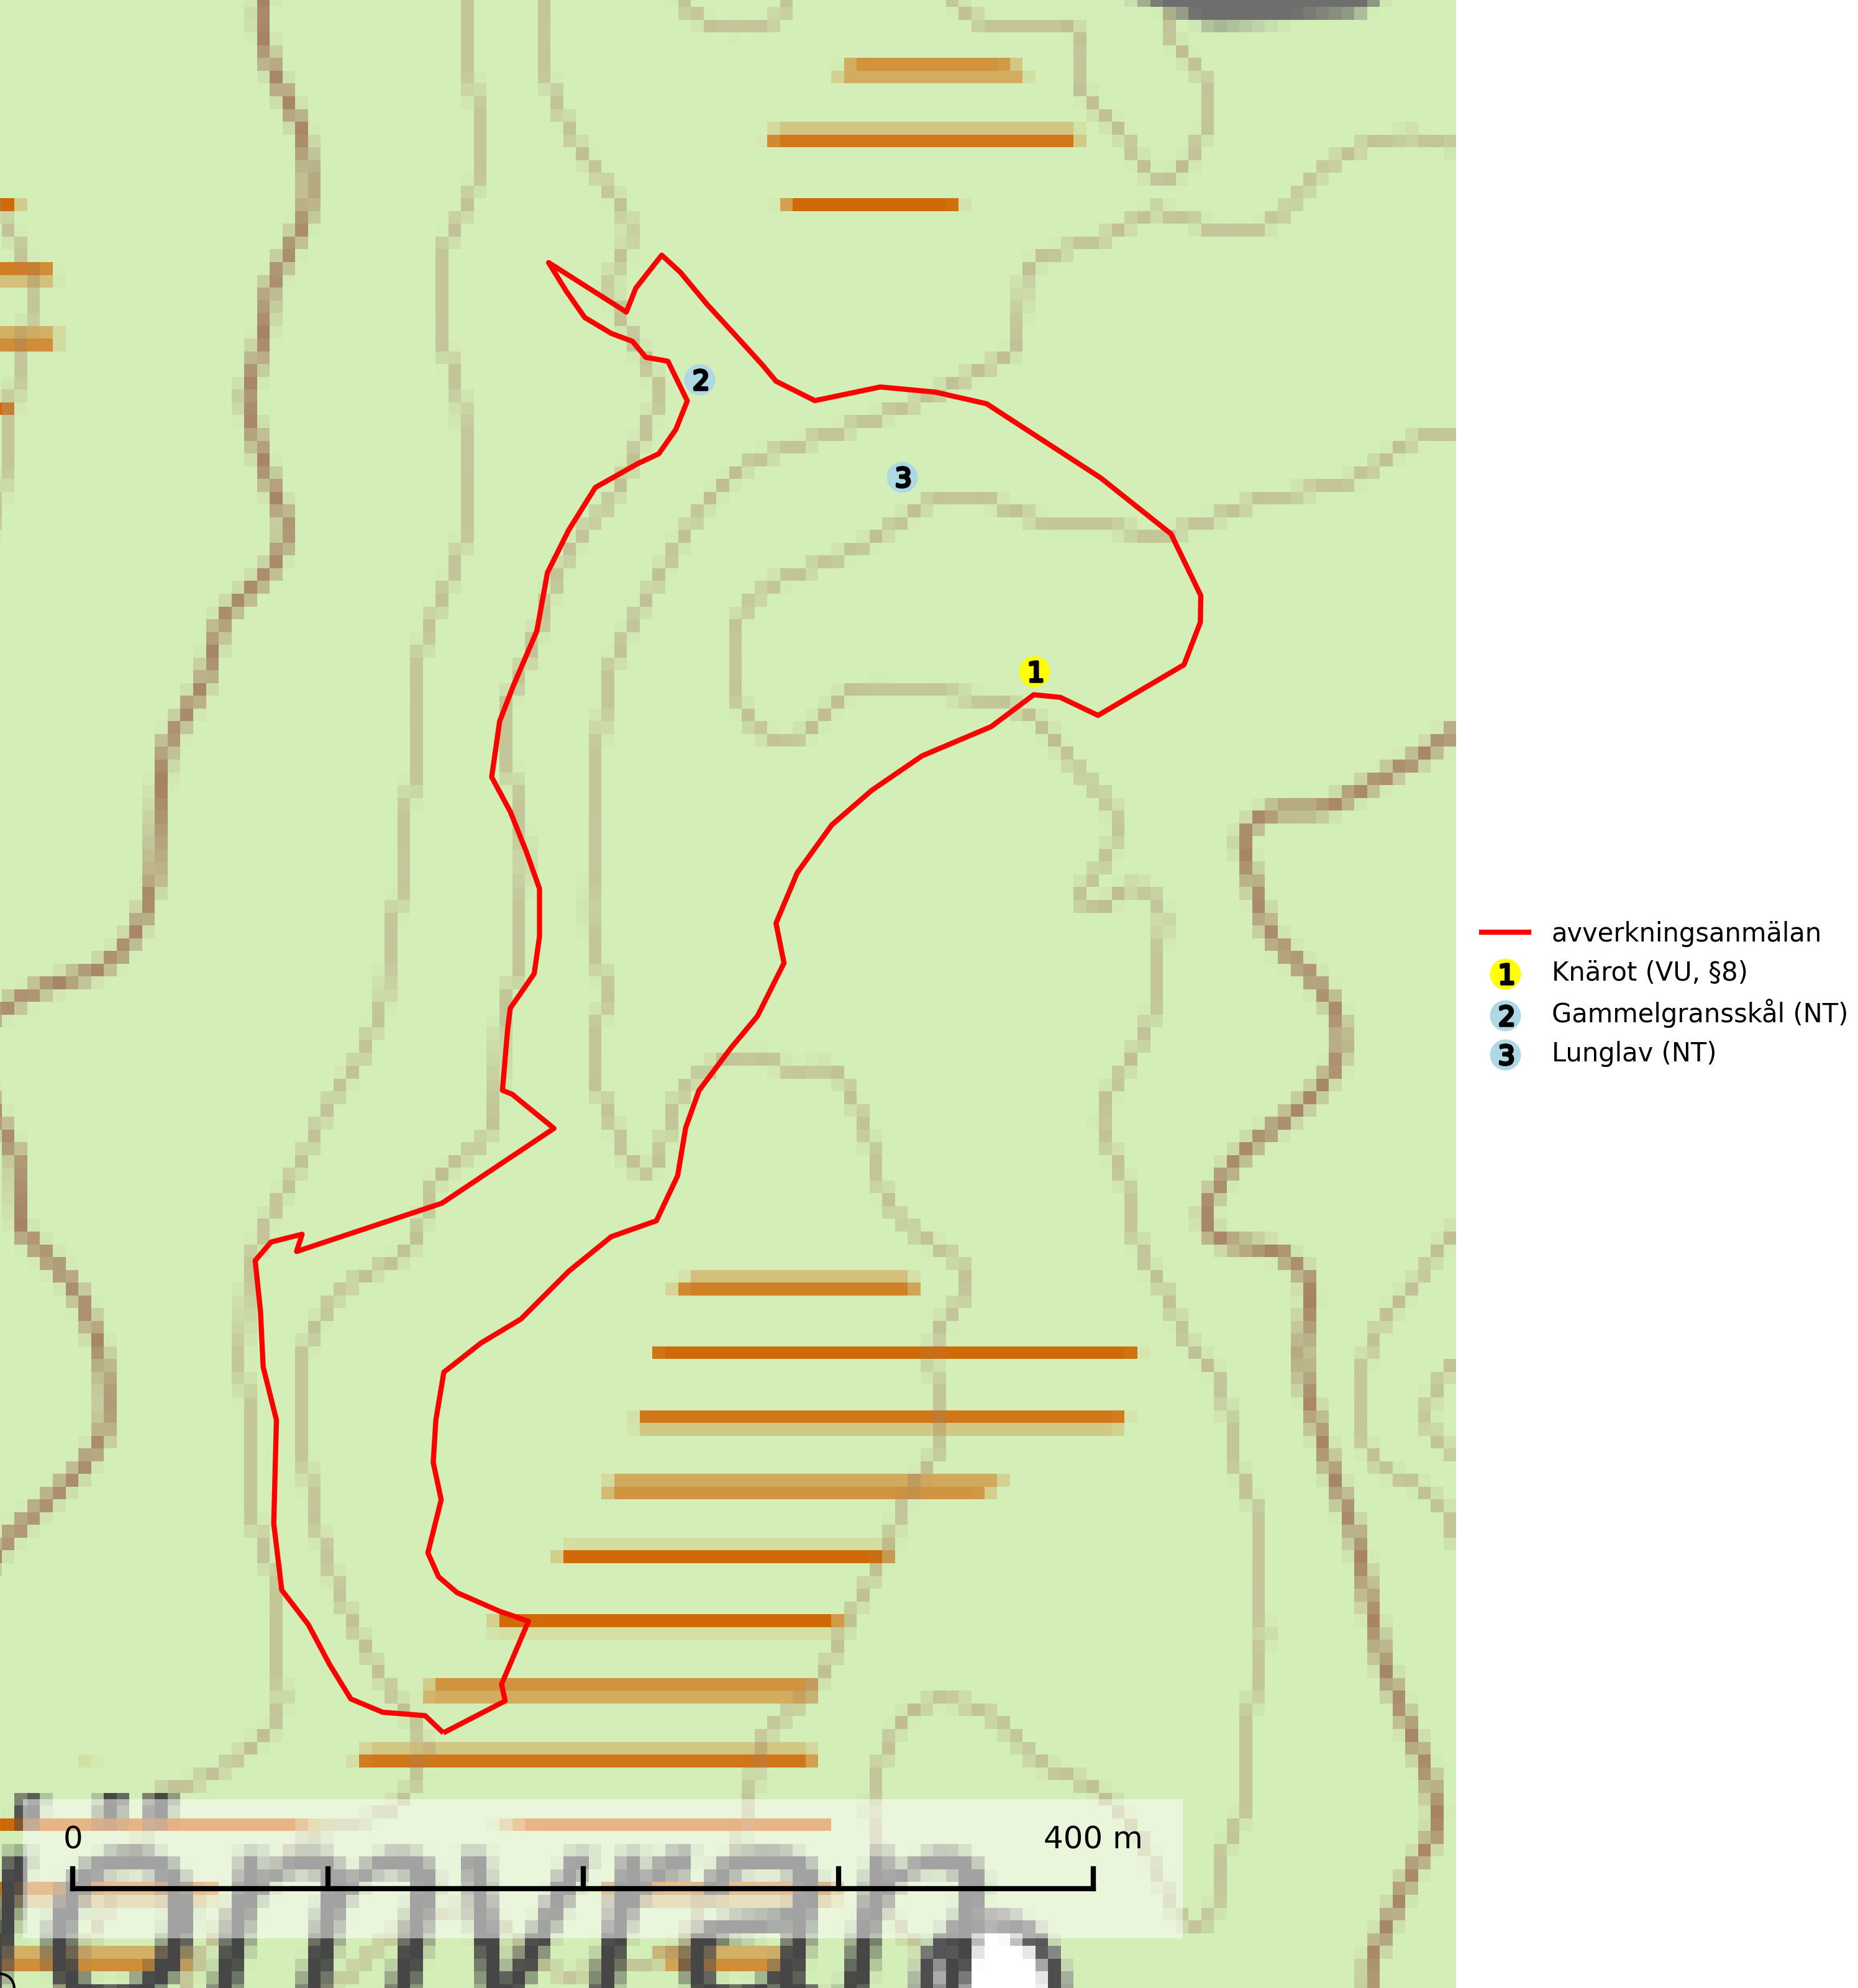 2
3
1
avverkningsanmälan
1 Knärot (VU, §8)
2 Gammelgransskål (NT)
3 Lunglav (NT)
0 400 m